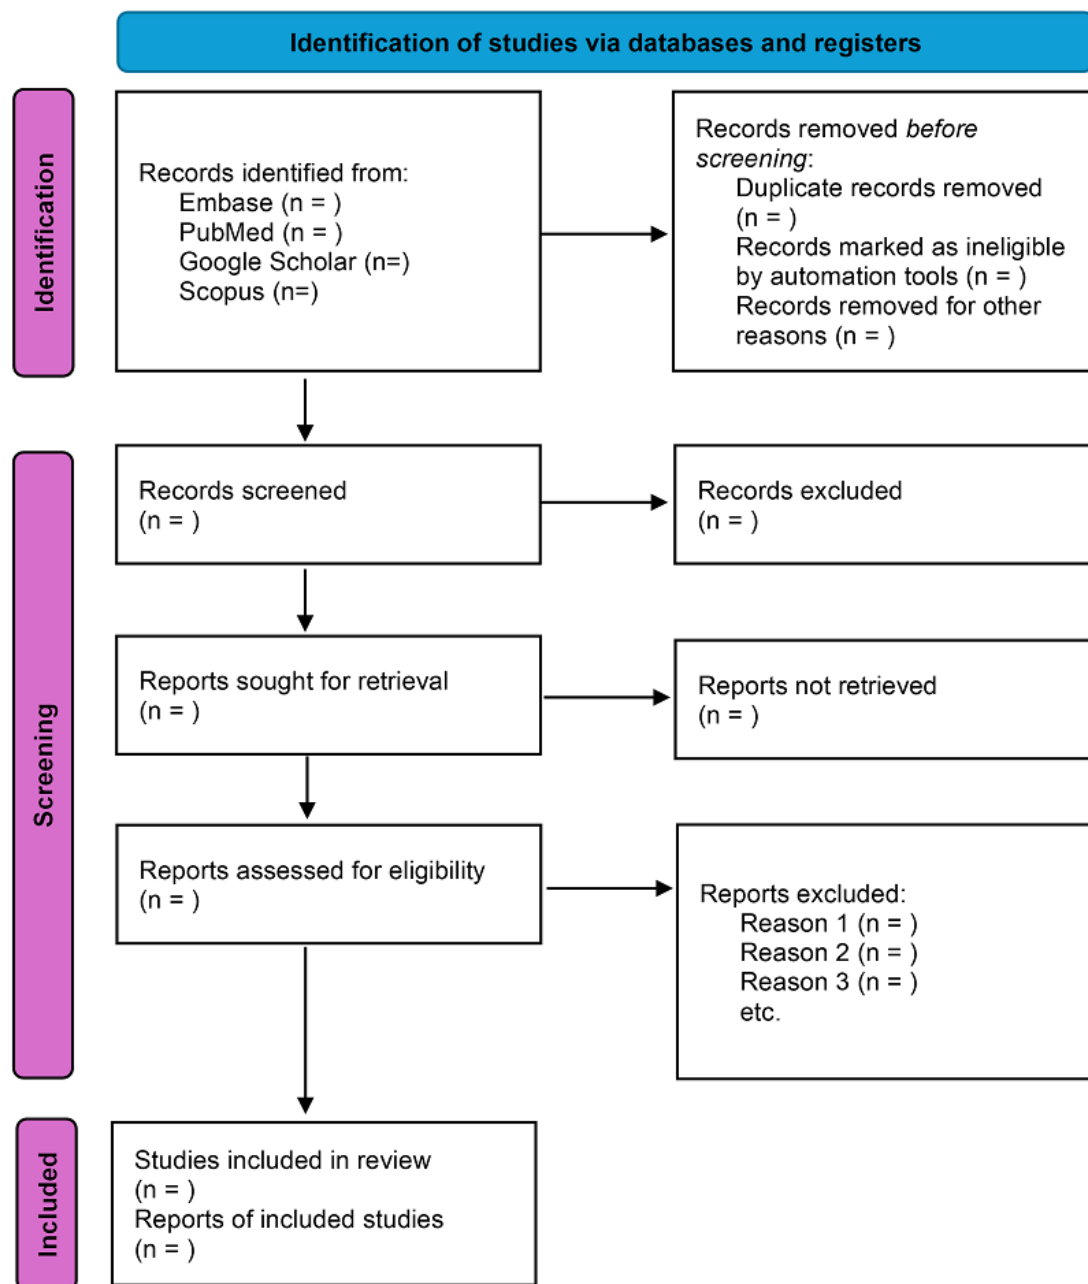 Identification of studies via databases and registers
Identification
Records identified from:
Embase (n = )
PubMed (n = )
Google Scholar (n=)
Scopus (n=)
Records removed before
screening:
Duplicate records removed
(n = )
Records marked as ineligible
by automation tools (n = )
Records removed for other
reasons (n = )
Screening
Records screened
(n = )
Records excluded
(n = )
Reports sought for retrieval
(n = )
Reports not retrieved
(n = )
Reports assessed for eligibility
(n = )
Reports excluded:
Reason 1 (n = )
Reason 2 (n = )
Reason 3 (n = )
etc.
Included
Studies included in review
(n = )
Reports of included studies
(n = )